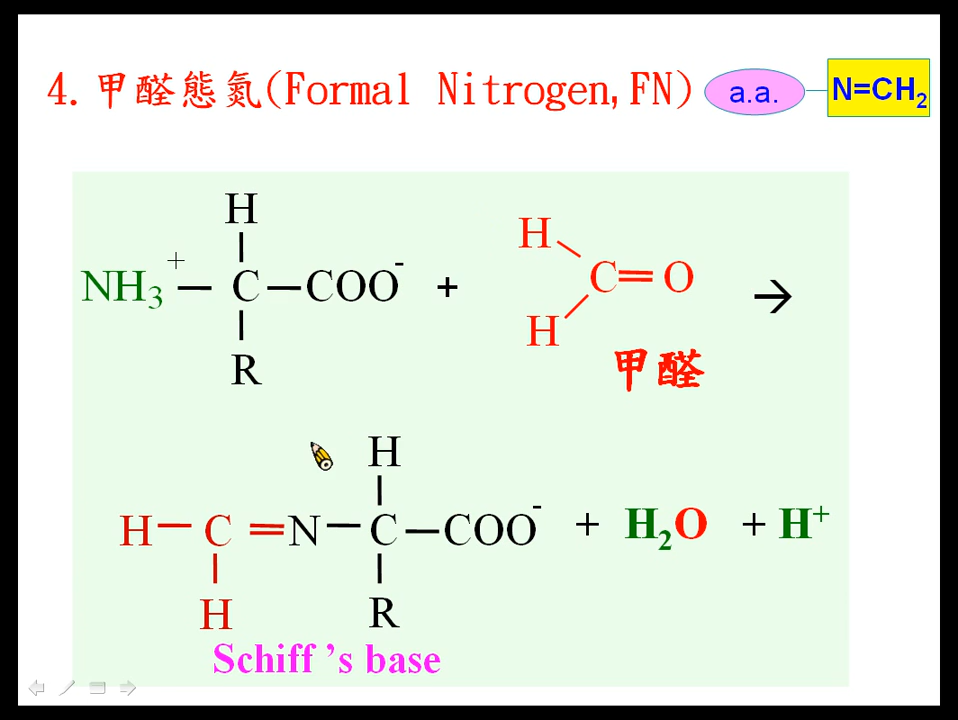 4.甲醛態氮(Formal Nitrogen,FN) a.a. N=CH₂
H
NH₃⁺ — C — COO⁻ +
R
H
C = O →
H
甲醛
H
H — C = N — C — COO⁻ + H₂O + H⁺
H R
Schiff 's base